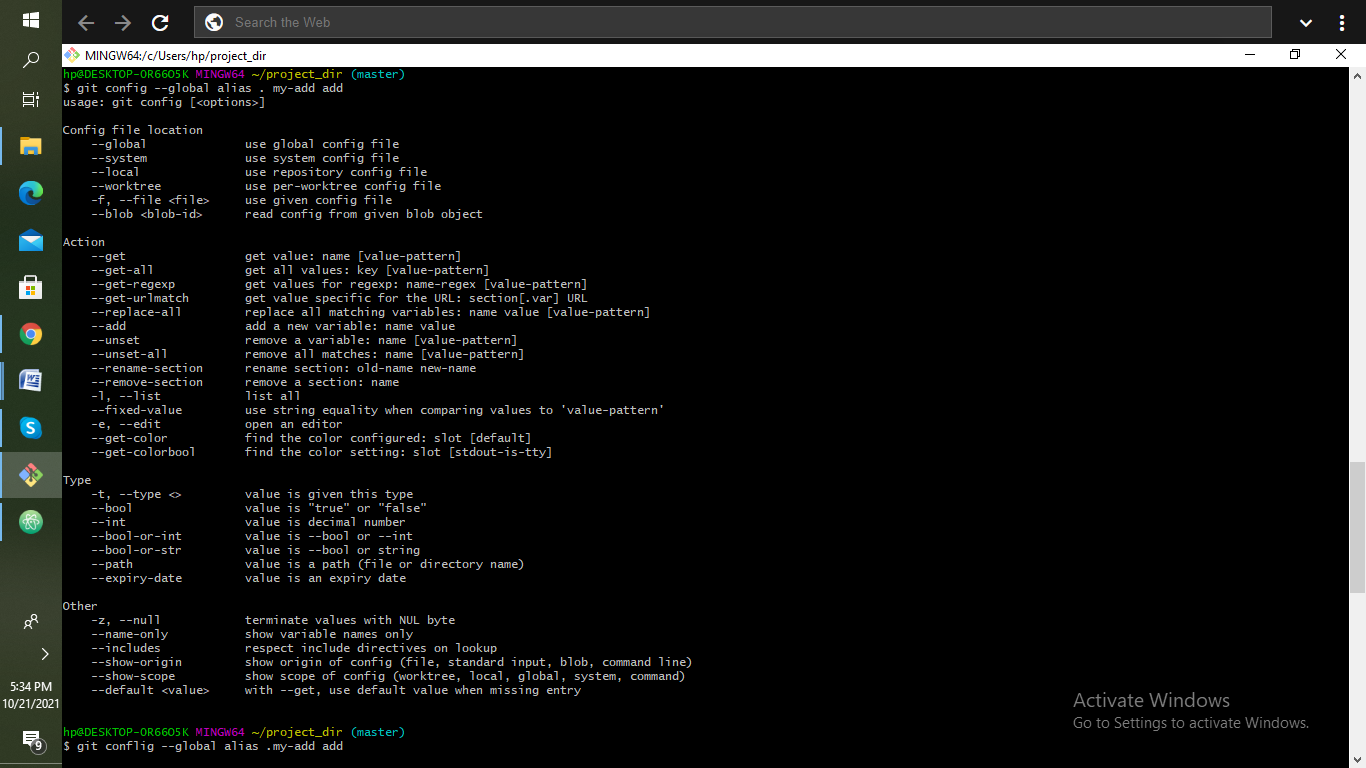 Search the Web
MINGW64:/c/Users/hp/project_dir
hp@DESKTOP-OR66O5K MINGW64 ~/project_dir (master)
$ git config --global alias . my-add add
usage: git config [<options>]
Config file location
--global use global config file
--system use system config file
--local use repository config file
--worktree use per-worktree config file
-f, --file <file> use given config file
--blob <blob-id> read config from given blob object
Action
--get get value: name [value-pattern]
--get-all get all values: key [value-pattern]
--get-regexp get values for regexp: name-regex [value-pattern]
--get-urlmatch get value specific for the URL: section[.var] URL
--replace-all replace all matching variables: name value [value-pattern]
--add add a new variable: name value
--unset remove a variable: name [value-pattern]
--unset-all remove all matches: name [value-pattern]
--rename-section rename section: old-name new-name
--remove-section remove a section: name
-l, --list list all
--fixed-value use string equality when comparing values to 'value-pattern'
-e, --edit open an editor
--get-color find the color configured: slot [default]
--get-colorbool find the color setting: slot [stdout-is-tty]
Type
-t, --type <> value is given this type
--bool value is "true" or "false"
--int value is decimal number
--bool-or-int value is --bool or --int
--bool-or-str value is --bool or string
--path value is a path (file or directory name)
--expiry-date value is an expiry date
Other
-z, --null terminate values with NUL byte
--name-only show variable names only
--includes respect include directives on lookup
--show-origin show origin of config (file, standard input, blob, command line)
--show-scope show scope of config (worktree, local, global, system, command)
--default <value> with --get, use default value when missing entry
hp@DESKTOP-OR66O5K MINGW64 ~/project_dir (master)
$ git conflig --global alias .my-add add
Activate Windows
Go to Settings to activate Windows.
W
S
5:34 PM
10/21/2021
9